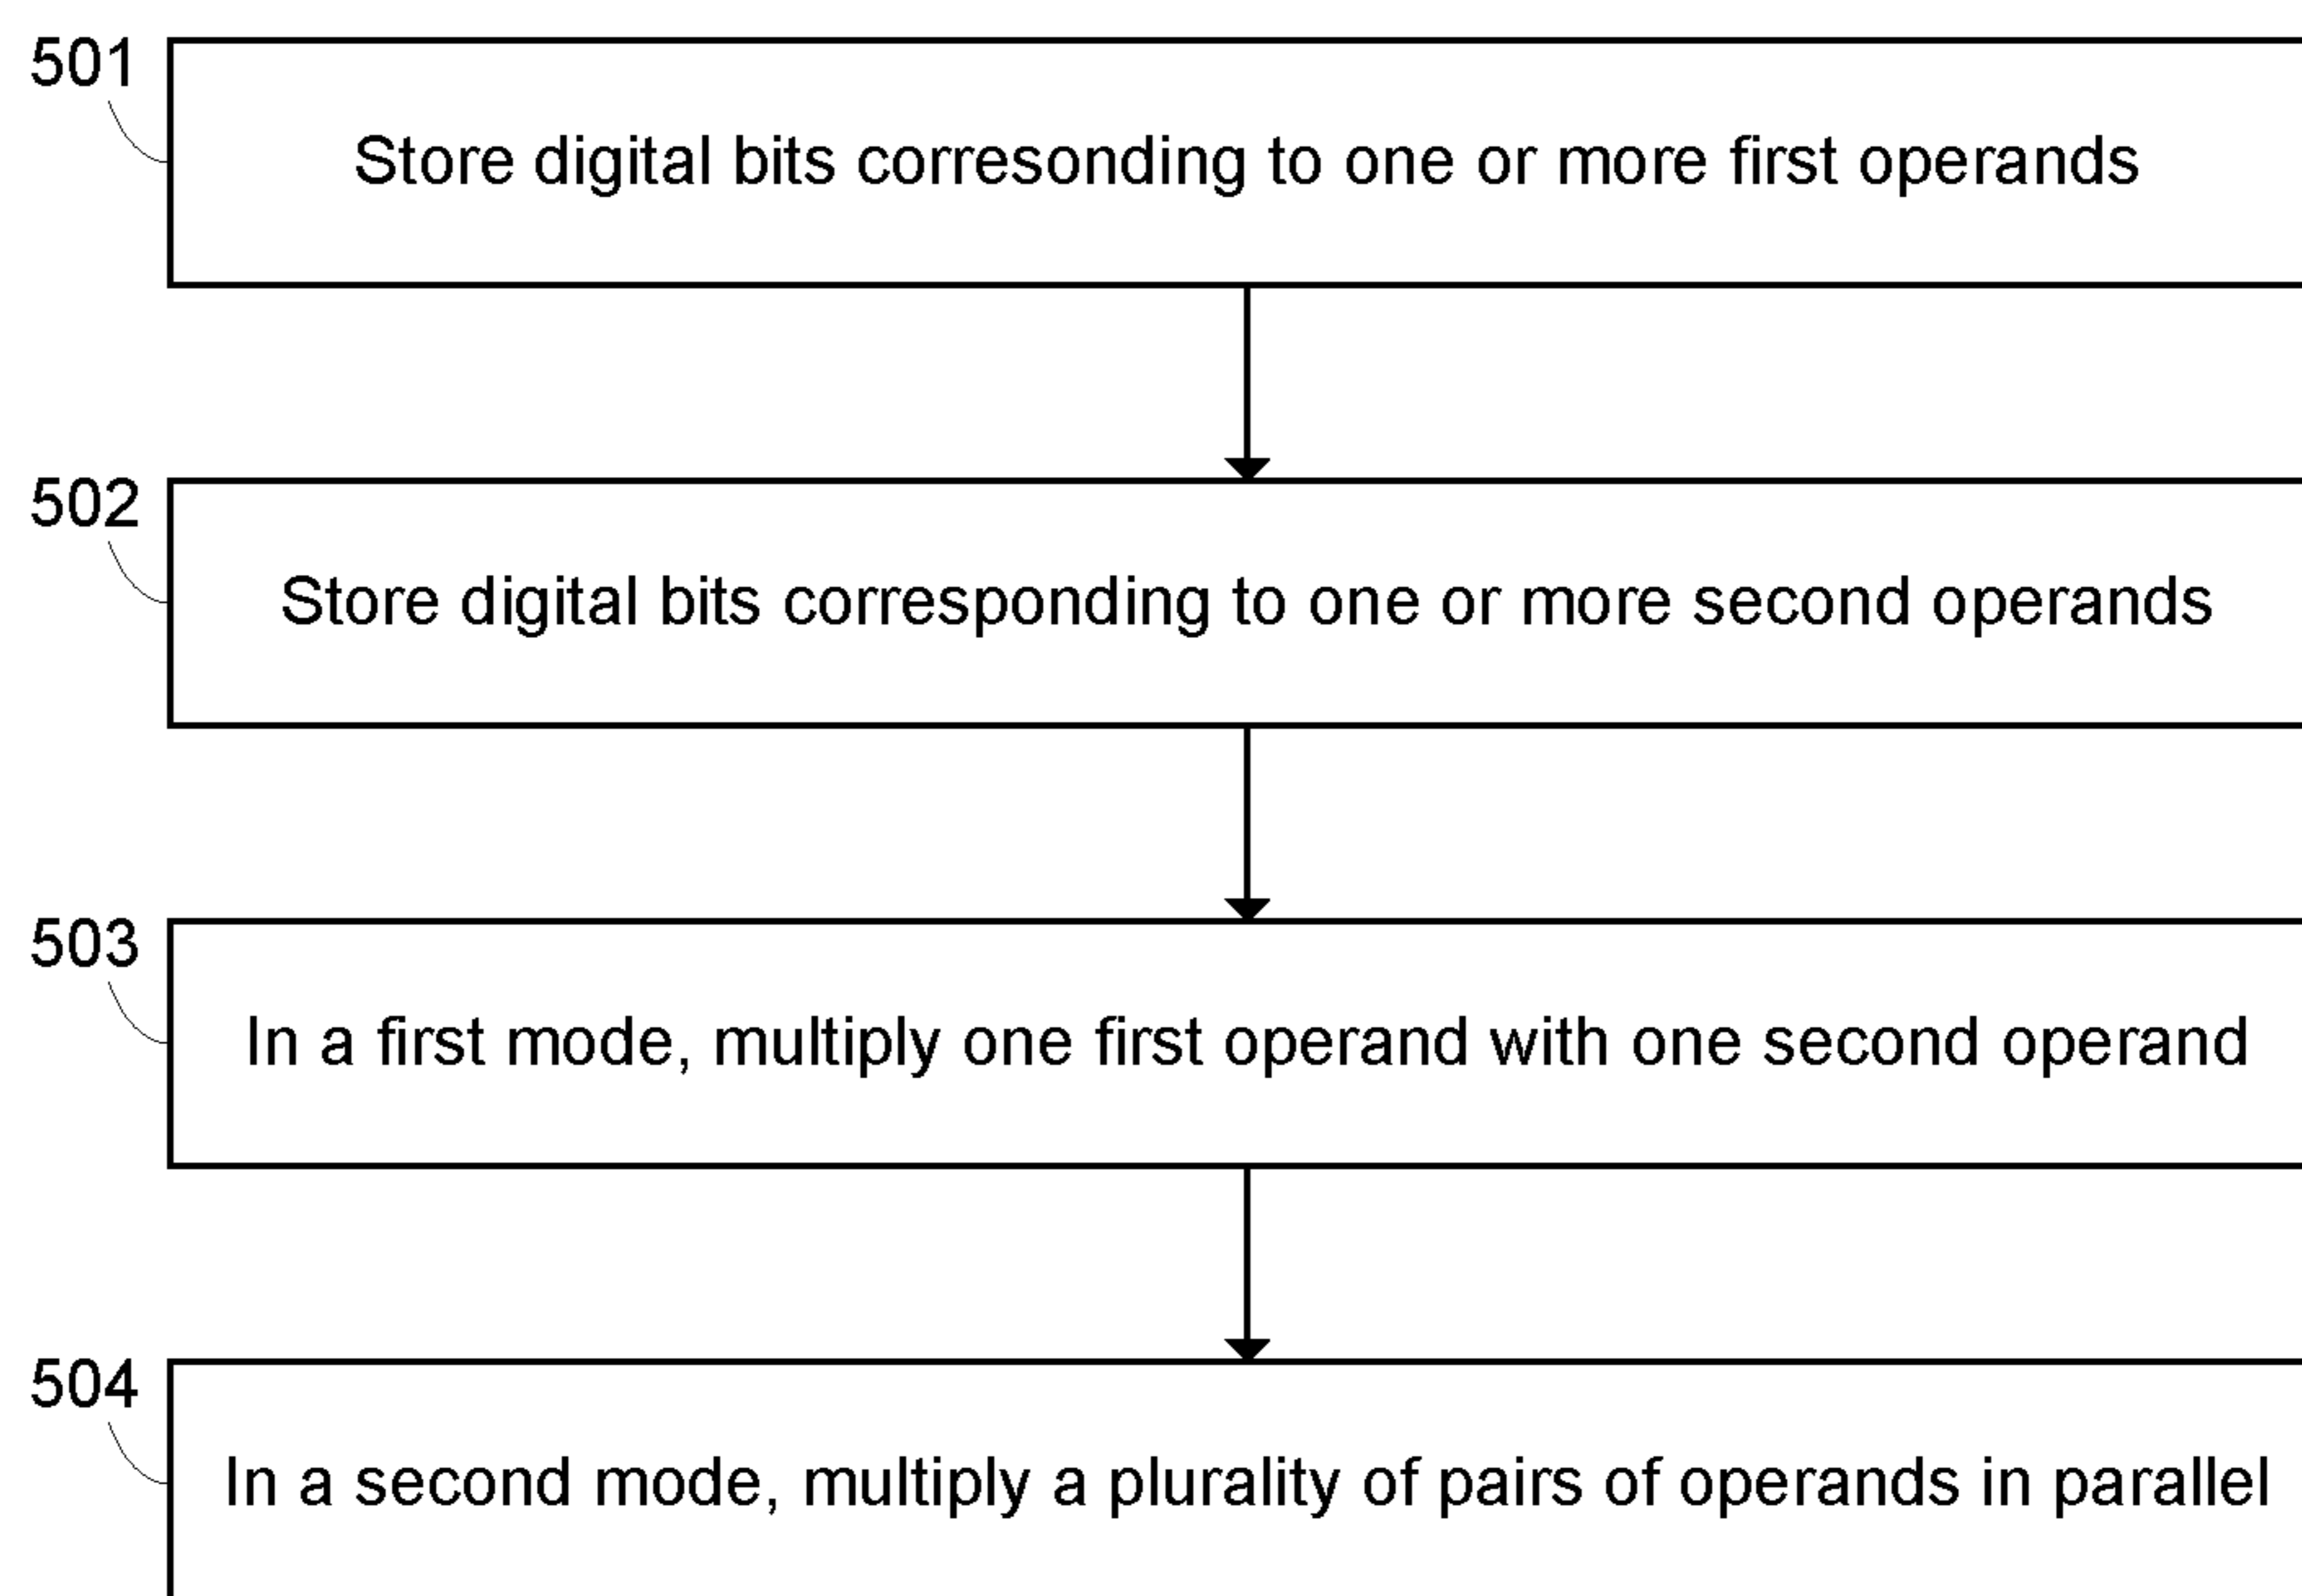 501
Store digital bits corresonding to one or more first operands
502
Store digital bits corresponding to one or more second operands
503
In a first mode, multiply one first operand with one second operand
504
In a second mode, multiply a plurality of pairs of operands in parallel